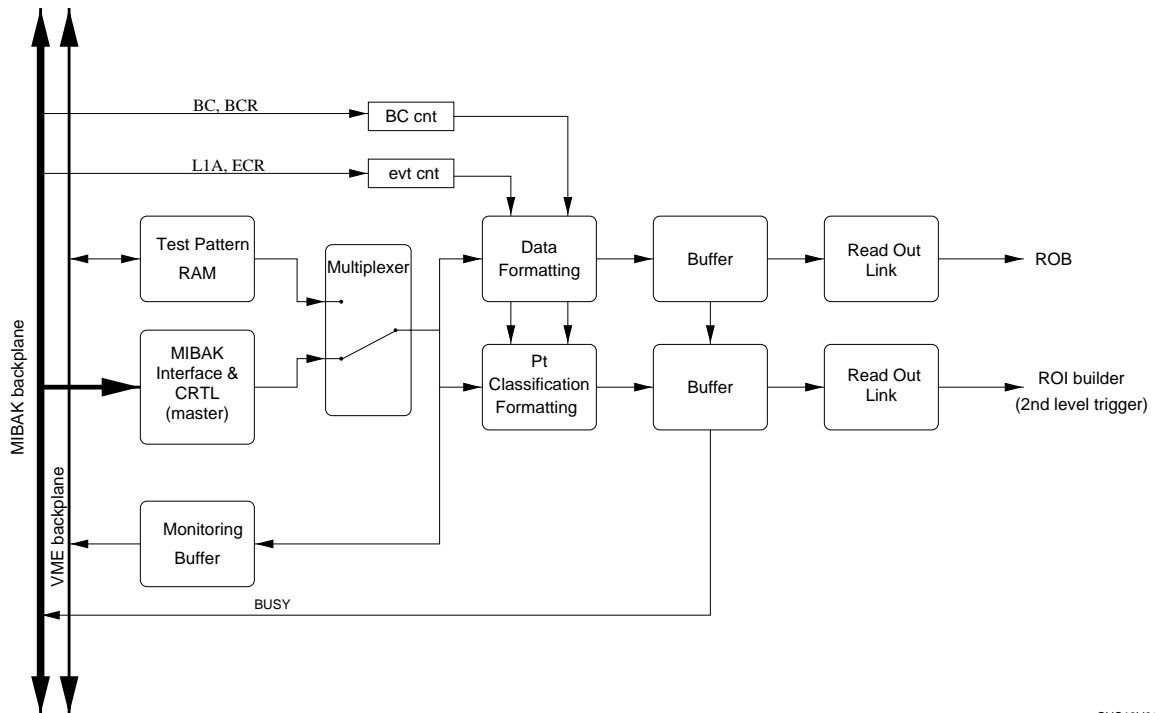 BC, BCR
BC cnt
L1A, ECR
evt cnt
Test Pattern
RAM
Multiplexer
Data
Formatting
Buffer
Read Out
Link
ROB
MIBAK
Interface &
CRTL
(master)
Pt
Classification
Formatting
Buffer
Read Out
Link
ROI builder
(2nd level trigger)
MIBAK backplane
VME backplane
Monitoring
Buffer
BUSY